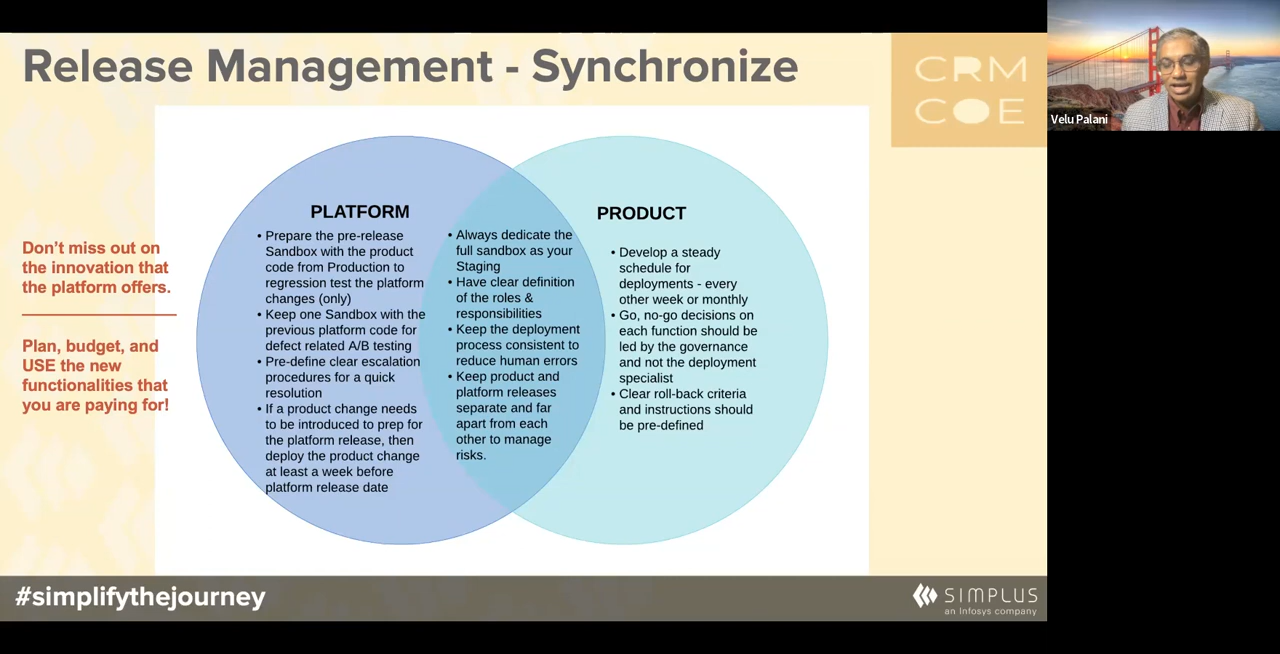 Release Management - Synchronize
CRM
COE
Velu Palani
Don't miss out on
the innovation that
the platform offers.
Plan, budget, and
USE the new
functionalities that
you are paying for!
PLATFORM
• Prepare the pre-release
Sandbox with the product
code from Production to
regression test the platform
changes (only)
• Keep one Sandbox with the
previous platform code for
defect related A/B testing
• Pre-define clear escalation
procedures for a quick
resolution
• If a product change needs
to be introduced to prep for
the platform release, then
deploy the product change
at least a week before
platform release date
• Always dedicate the
full sandbox as your
Staging
• Have clear definition
of the roles &
responsibilities
• Keep the deployment
process consistent to
reduce human errors
• Keep product and
platform releases
separate and far
apart from each
other to manage
risks.
PRODUCT
• Develop a steady
schedule for
deployments - every
other week or monthly
• Go, no-go decisions on
each function should be
led by the governance
and not the deployment
specialist
• Clear roll-back criteria
and instructions should
be pre-defined
#simplifythejourney
SIMPLUS
an Infosys company